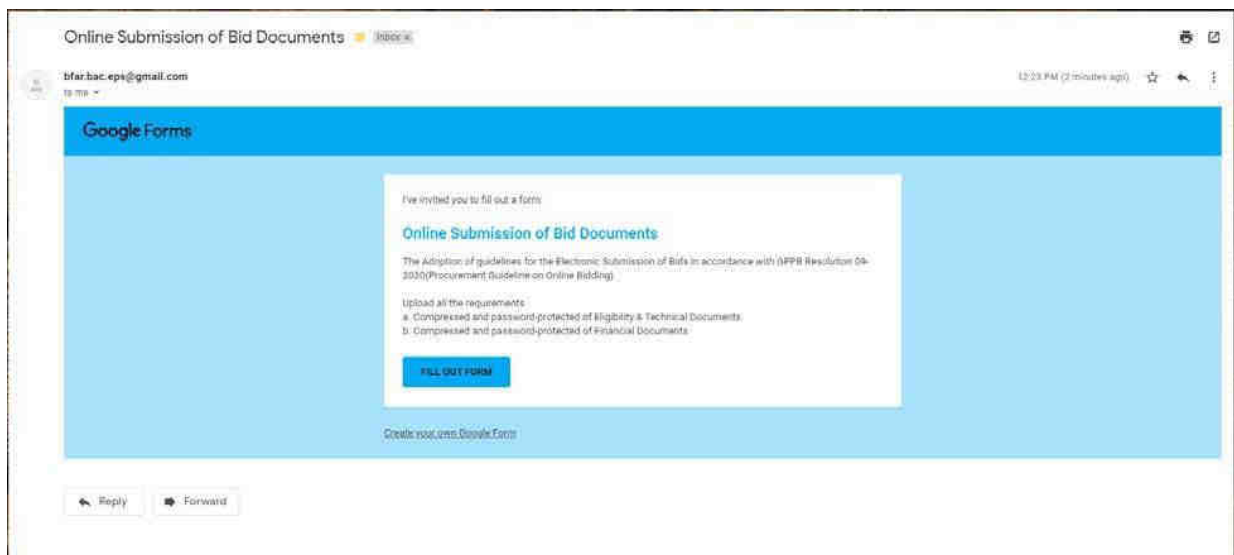 Online Submission of Bid Documents Inbox x
bfar.bac.eps@gmail.com 12:23 PM (2 minutes ago)
to me
Google Forms
I've invited you to fill out a form:
Online Submission of Bid Documents
The Adoption of guidelines for the Electronic Submission of Bids in accordance with GPPB Resolution 09-
2020(Procurement Guideline on Online Bidding)
Upload all the requirements
a. Compressed and password-protected of Eligibility & Technical Documents
b. Compressed and password-protected of Financial Documents
FILL OUT FORM
Create your own Google Form
Reply Forward